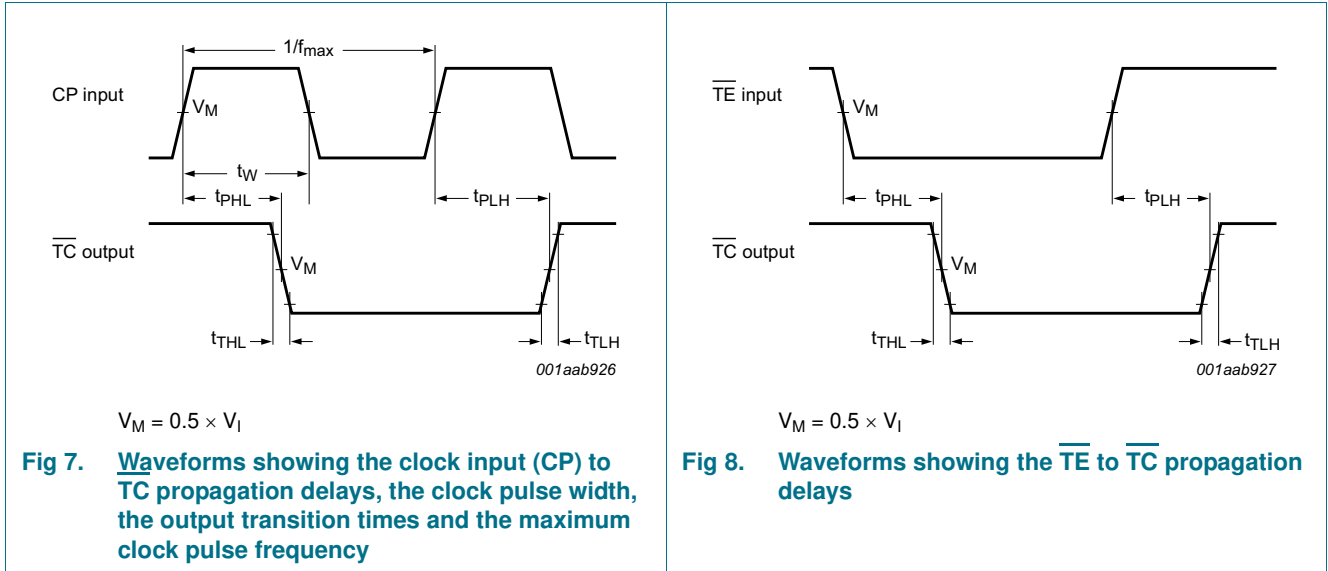 1/fmax
CP input
VM
tW
tPHL
tPLH
TC output
VM
tTHL
tTLH
001aab926
VM = 0.5 × VI
Fig 7. Waveforms showing the clock input (CP) to
TC propagation delays, the clock pulse width,
the output transition times and the maximum
clock pulse frequency
TE input
VM
tPHL
tPLH
TC output
VM
tTHL
tTLH
001aab927
VM = 0.5 × VI
Fig 8. Waveforms showing the TE to TC propagation
delays